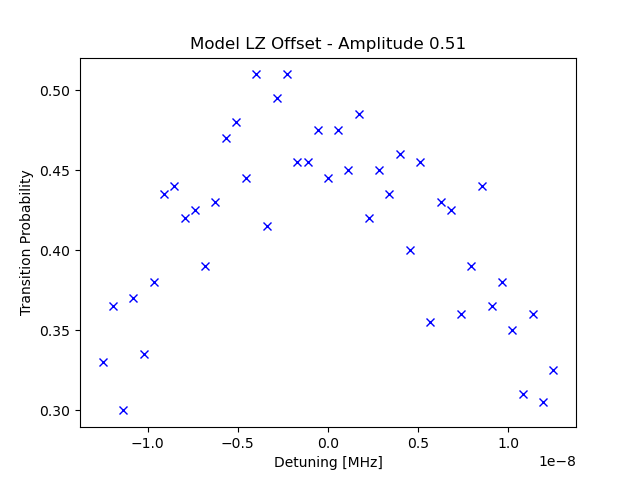 Model LZ Offset - Amplitude 0.51
Transition Probability
0.50
0.45
0.40
0.35
0.30
−1.0 −0.5 0.0 0.5 1.0
1e−8
Detuning [MHz]